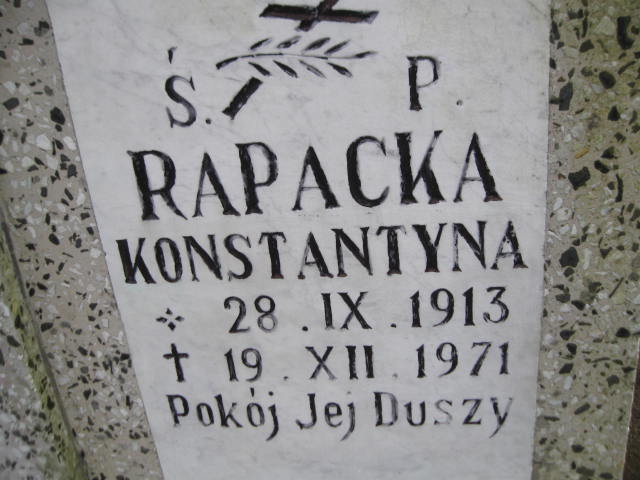 Ś. P.
RAPACKA
KONSTANTYNA
28.IX.1913
† 19.XII.1971
Pokój Jej Duszy